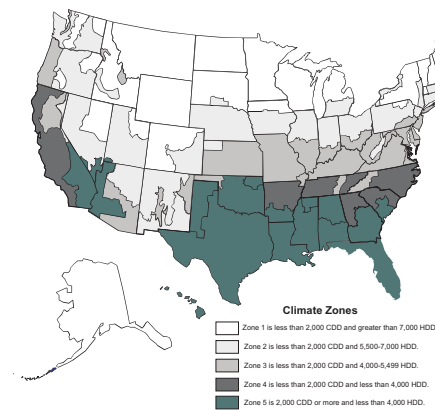 Climate Zones
Zone 1 is less than 2,000 CDD and greater than 7,000 HDD.
Zone 2 is less than 2,000 CDD and 5,500-7,000 HDD.
Zone 3 is less than 2,000 CDD and 4,000-5,499 HDD.
Zone 4 is less than 2,000 CDD and less than 4,000 HDD.
Zone 5 is 2,000 CDD or more and less than 4,000 HDD.